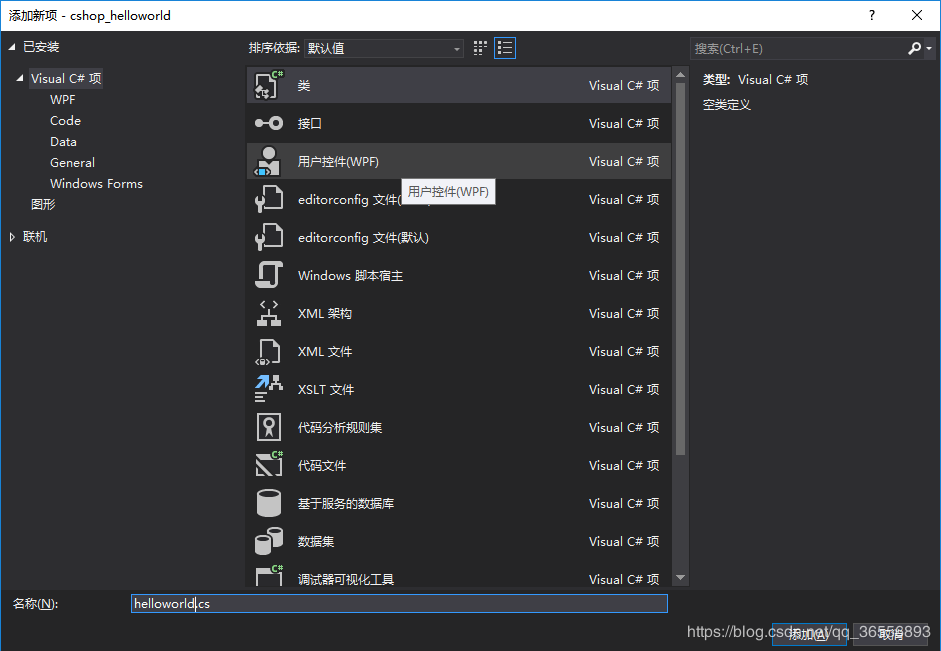 添加新项 - cshop_helloworld
?
已安装
排序依据: 默认值
搜索(Ctrl+E)
Visual C# 项
WPF
Code
Data
General
Windows Forms
图形
联机
类 Visual C# 项
接口 Visual C# 项
用户控件(WPF) Visual C# 项
用户控件(WPF)
editorconfig 文件( Visual C# 项
editorconfig 文件(默认) Visual C# 项
Windows 脚本宿主 Visual C# 项
XML 架构 Visual C# 项
XML 文件 Visual C# 项
XSLT 文件 Visual C# 项
代码分析规则集 Visual C# 项
C#
代码文件 Visual C# 项
基于服务的数据库 Visual C# 项
数据集 Visual C# 项
C#
调试器可视化工具 Visual C# 项
类型: Visual C# 项
空类定义
名称(N): helloworld.cs
添加(A) 取消
https://blog.csdn.net/qq_36556893